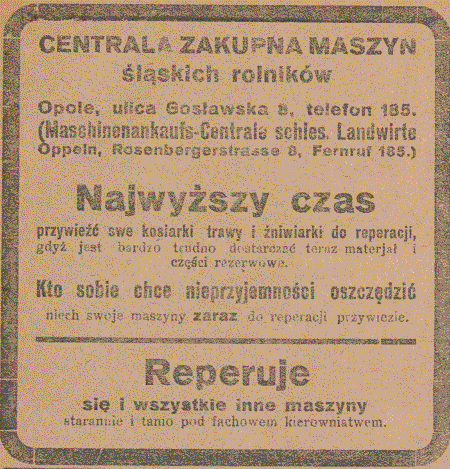 CENTRALA ZAKUPNA MASZYN
śląskich rolników
Opole, ulica Gosławska 8, telefon 185.
(Maschinenankaufs-Centrale schles. Landwirte
Oppeln, Rosenbergerstrasse 8, Fernruf 185.)
Najwyższy czas
przywieźć swe kosiarki trawy i żniwiarki do reperacji,
gdyż jest bardzo trudno dostarczać teraz materjał i
części rezerwowe.
Kto sobie chce nieprzyjemności oszczędzić
niech swoje maszyny zaraz do reperacji przywiezie.
Reperuje
się i wszystkie inne maszyny
starannie i tanio pod fachowem kierownistwem.